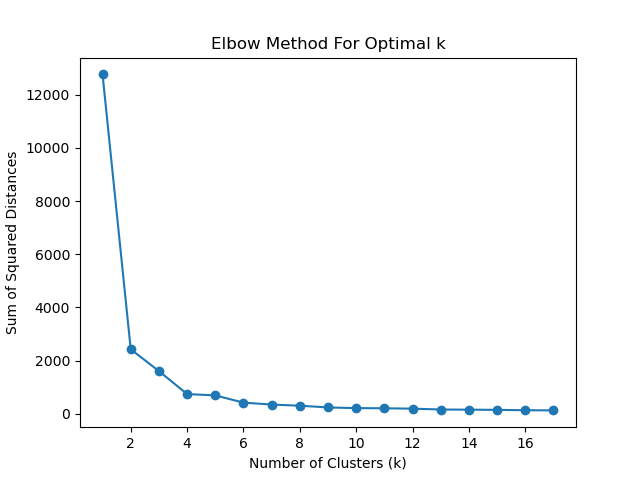 Elbow Method For Optimal k
12000
10000
8000
6000
4000
2000
0
Sum of Squared Distances
2 4 6 8 10 12 14 16
Number of Clusters (k)